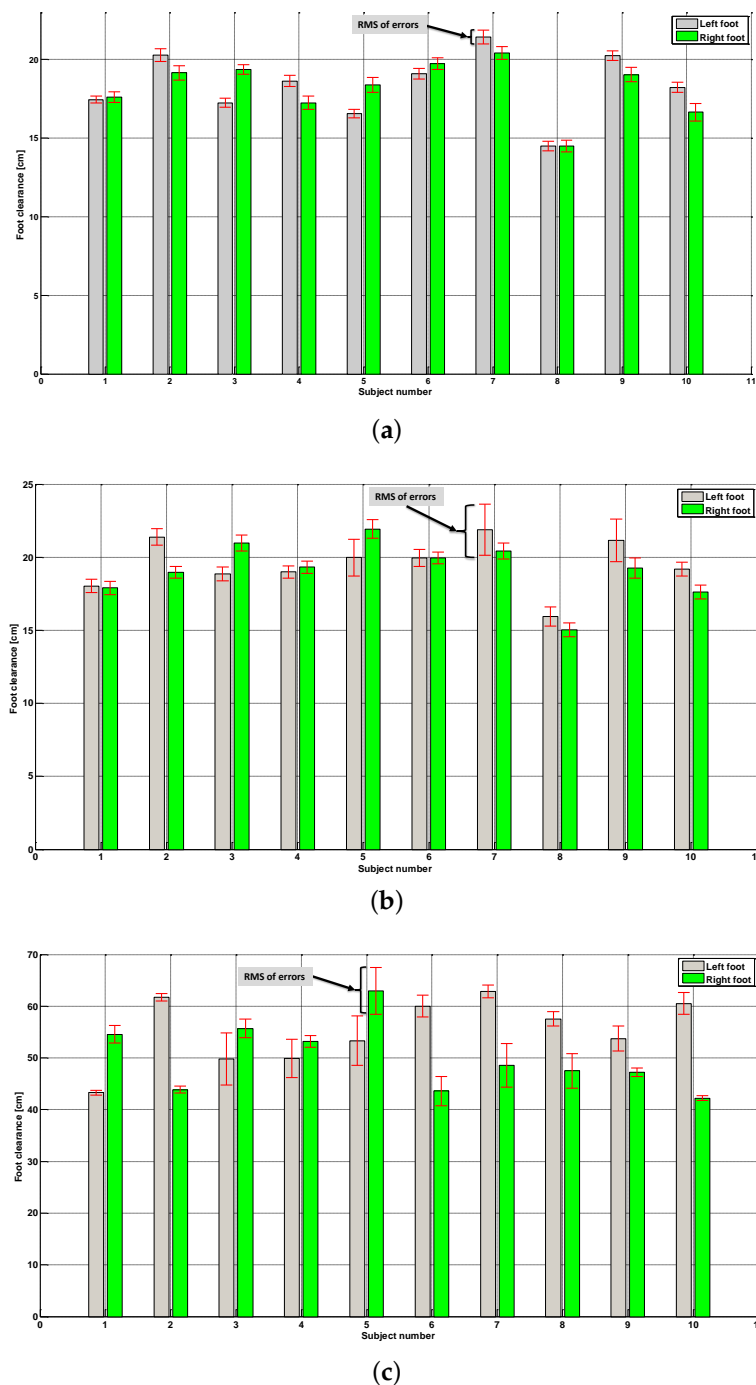 RMS of errors
Left foot
Right foot
20
15
10
5
0
Foot clearance [cm]
0 1 2 3 4 5 6 7 8 9 10 11
Subject number
(a)
25
20
15
10
5
0
RMS of errors
Left foot
Right foot
Foot clearance [cm]
0 1 2 3 4 5 6 7 8 9 10 1
Subject number
(b)
70
60
50
40
30
20
10
0
RMS of errors
Left foot
Right foot
Foot clearance [cm]
0 1 2 3 4 5 6 7 8 9 10 1
Subject number
(c)